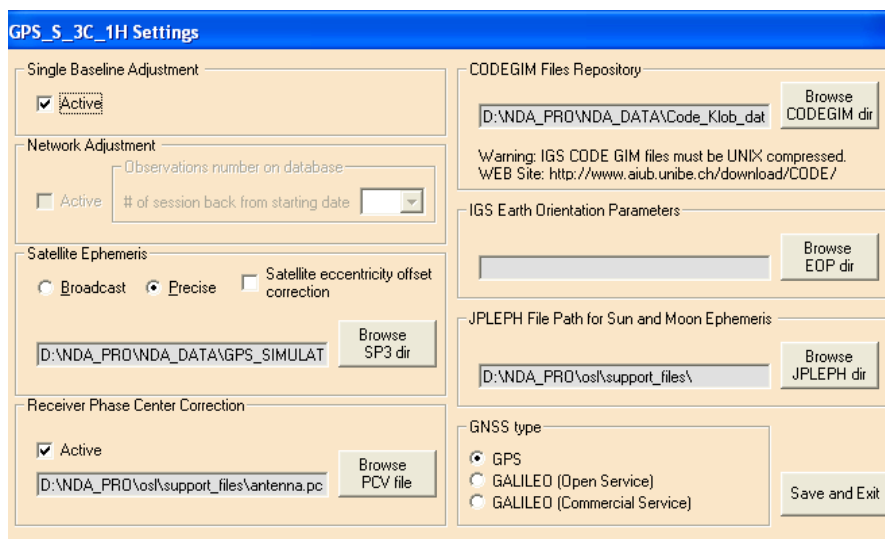 GPS_S_3C_1H Settings
Single Baseline Adjustment
Active
Network Adjustment
Observations number on database
Active
# of session back from starting date
Satellite Ephemeris
Broadcast
Precise
Satellite eccentricity offset
correction
D:\NDA_PRO\NDA_DATA\GPS_SIMULAT
Browse
SP3 dir
Receiver Phase Center Correction
Active
D:\NDA_PRO\osl\support_files\antenna.pc
Browse
PCV file
CODEGIM Files Repository
D:\NDA_PRO\NDA_DATA\Code_Klob_dat
Browse
CODEGIM dir
Warning: IGS CODE GIM files must be UNIX compressed.
WEB Site: http://www.aiub.unibe.ch/download/CODE/
IGS Earth Orientation Parameters
Browse
EOP dir
JPLEPH File Path for Sun and Moon Ephemeris
D:\NDA_PRO\osl\support_files\
Browse
JPLEPH dir
GNSS type
GPS
GALILEO (Open Service)
GALILEO (Commercial Service)
Save and Exit